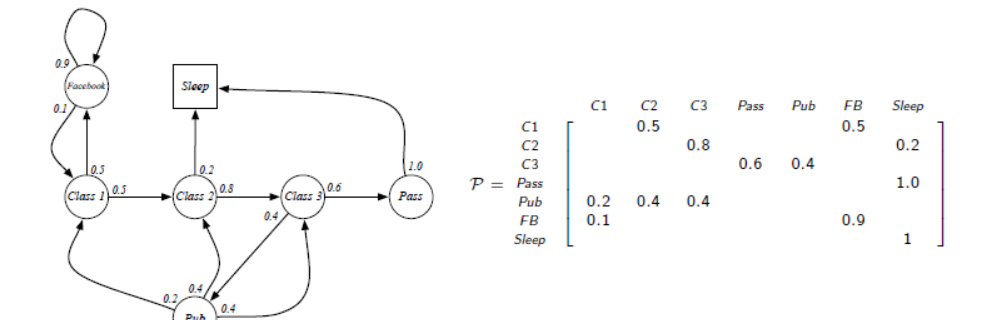 0.9
Facebook
Sleep
0.1
0.5
0.2
1.0
Class 1
0.5
Class 2
0.8
Class 3
0.6
Pass
0.4
0.4
0.2
0.4
Pub
C1 C2 C3 Pass Pub FB Sleep
C1 0.5 0.5
C2 0.8 0.2
C3 0.6 0.4
P = Pass 1.0
Pub 0.2 0.4 0.4
FB 0.1 0.9
Sleep 1